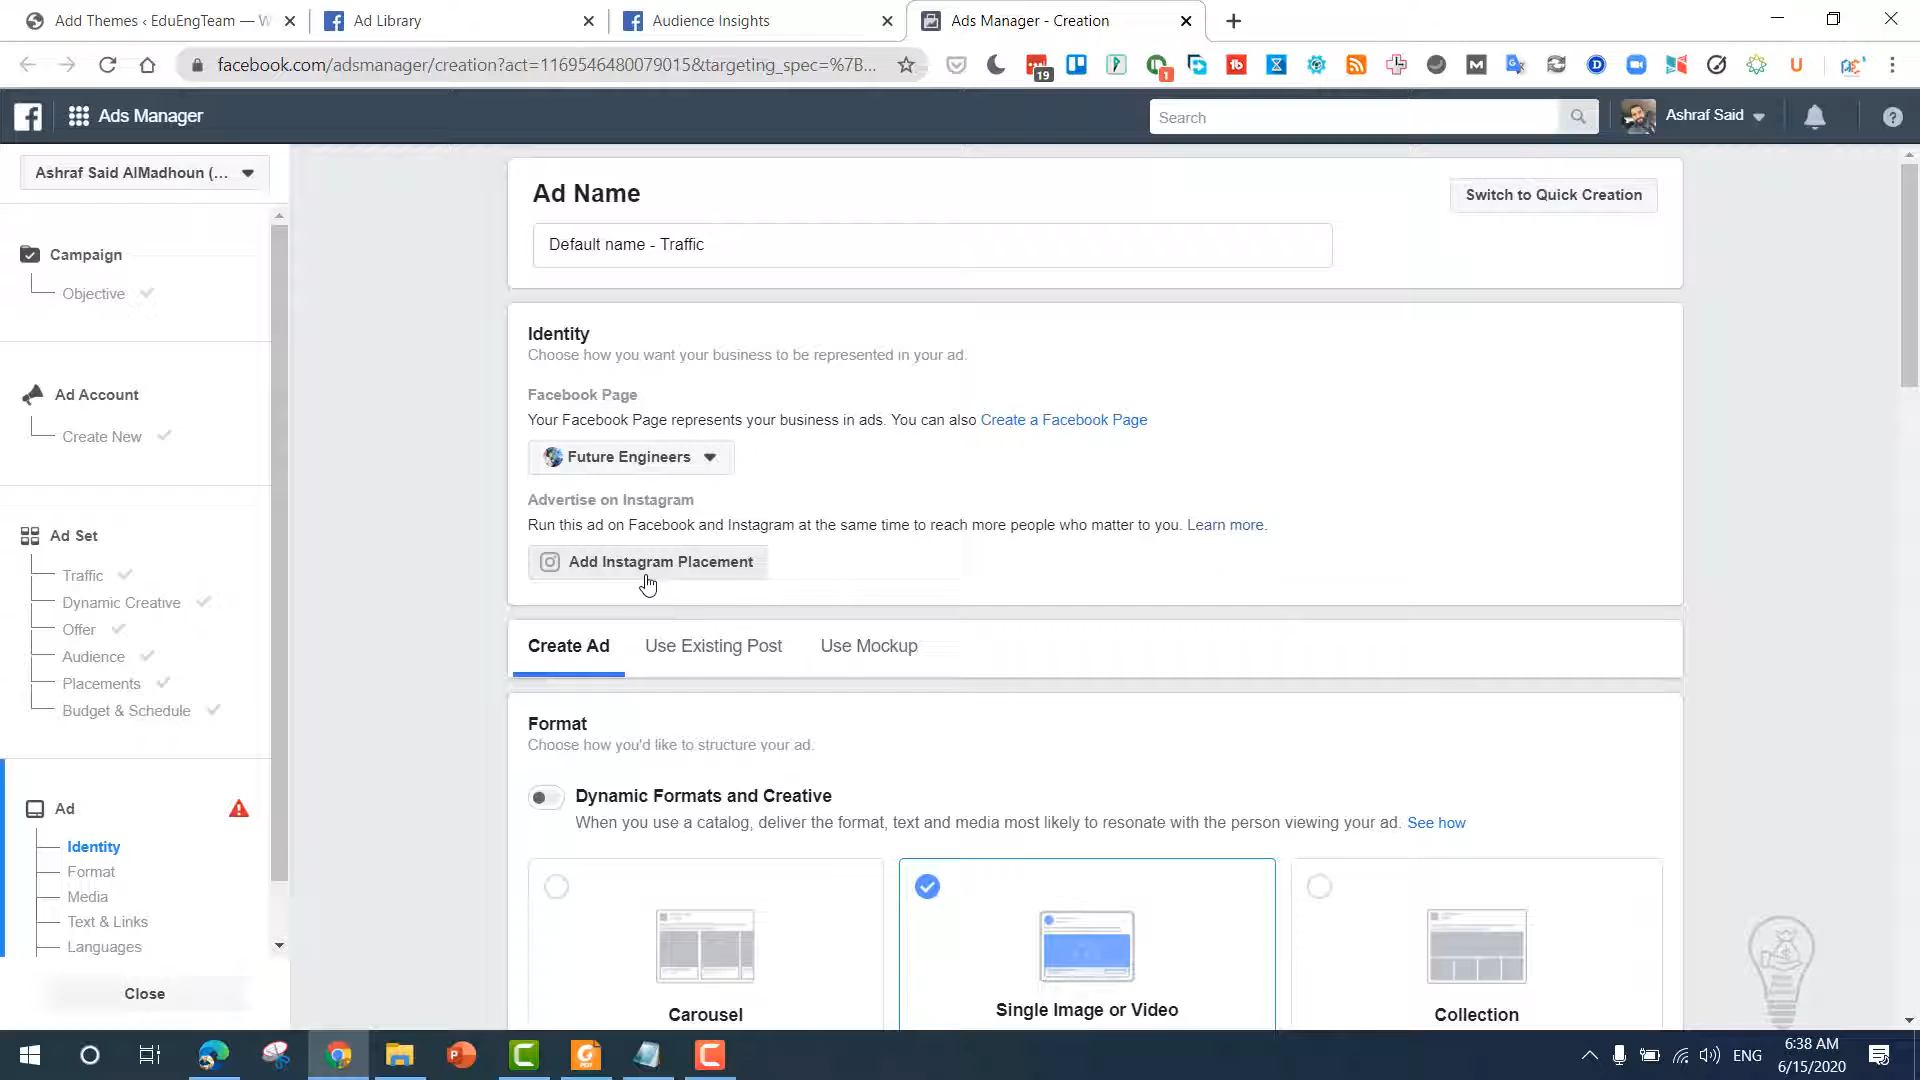 Add Themes ‹ EduEngTeam — W
Ad Library
Audience Insights
Ads Manager - Creation
facebook.com/adsmanager/creation?act=1169546480079015&targeting_spec=%7B...
19
1
Ads Manager
Search
Ashraf Said
Ashraf Said AlMadhoun (...
Campaign
Objective
Ad Account
Create New
Ad Set
Traffic
Dynamic Creative
Offer
Audience
Placements
Budget & Schedule
Ad
Identity
Format
Media
Text & Links
Languages
Close
Ad Name
Switch to Quick Creation
Default name - Traffic
Identity
Choose how you want your business to be represented in your ad.
Facebook Page
Your Facebook Page represents your business in ads. You can also Create a Facebook Page
Future Engineers
Advertise on Instagram
Run this ad on Facebook and Instagram at the same time to reach more people who matter to you. Learn more.
Add Instagram Placement
Create Ad
Use Existing Post
Use Mockup
Format
Choose how you'd like to structure your ad.
Dynamic Formats and Creative
When you use a catalog, deliver the format, text and media most likely to resonate with the person viewing your ad. See how
Carousel
Single Image or Video
Collection
ENG
6:38 AM
6/15/2020